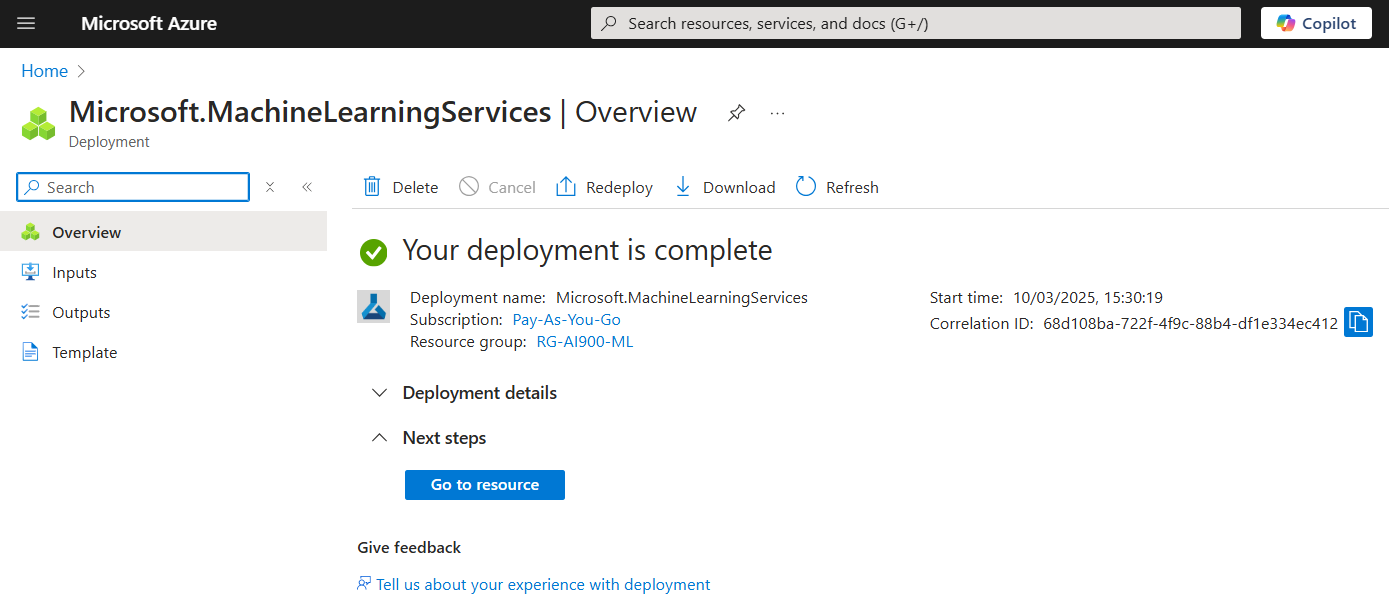 Microsoft Azure
Search resources, services, and docs (G+/)
Copilot
Home
Microsoft.MachineLearningServices | Overview
Deployment
Search
Delete
Cancel
Redeploy
Download
Refresh
Overview
Inputs
Outputs
Template
Your deployment is complete
Deployment name: Microsoft.MachineLearningServices
Subscription: Pay-As-You-Go
Resource group: RG-AI900-ML
Start time: 10/03/2025, 15:30:19
Correlation ID: 68d108ba-722f-4f9c-88b4-df1e334ec412
Deployment details
Next steps
Go to resource
Give feedback
Tell us about your experience with deployment